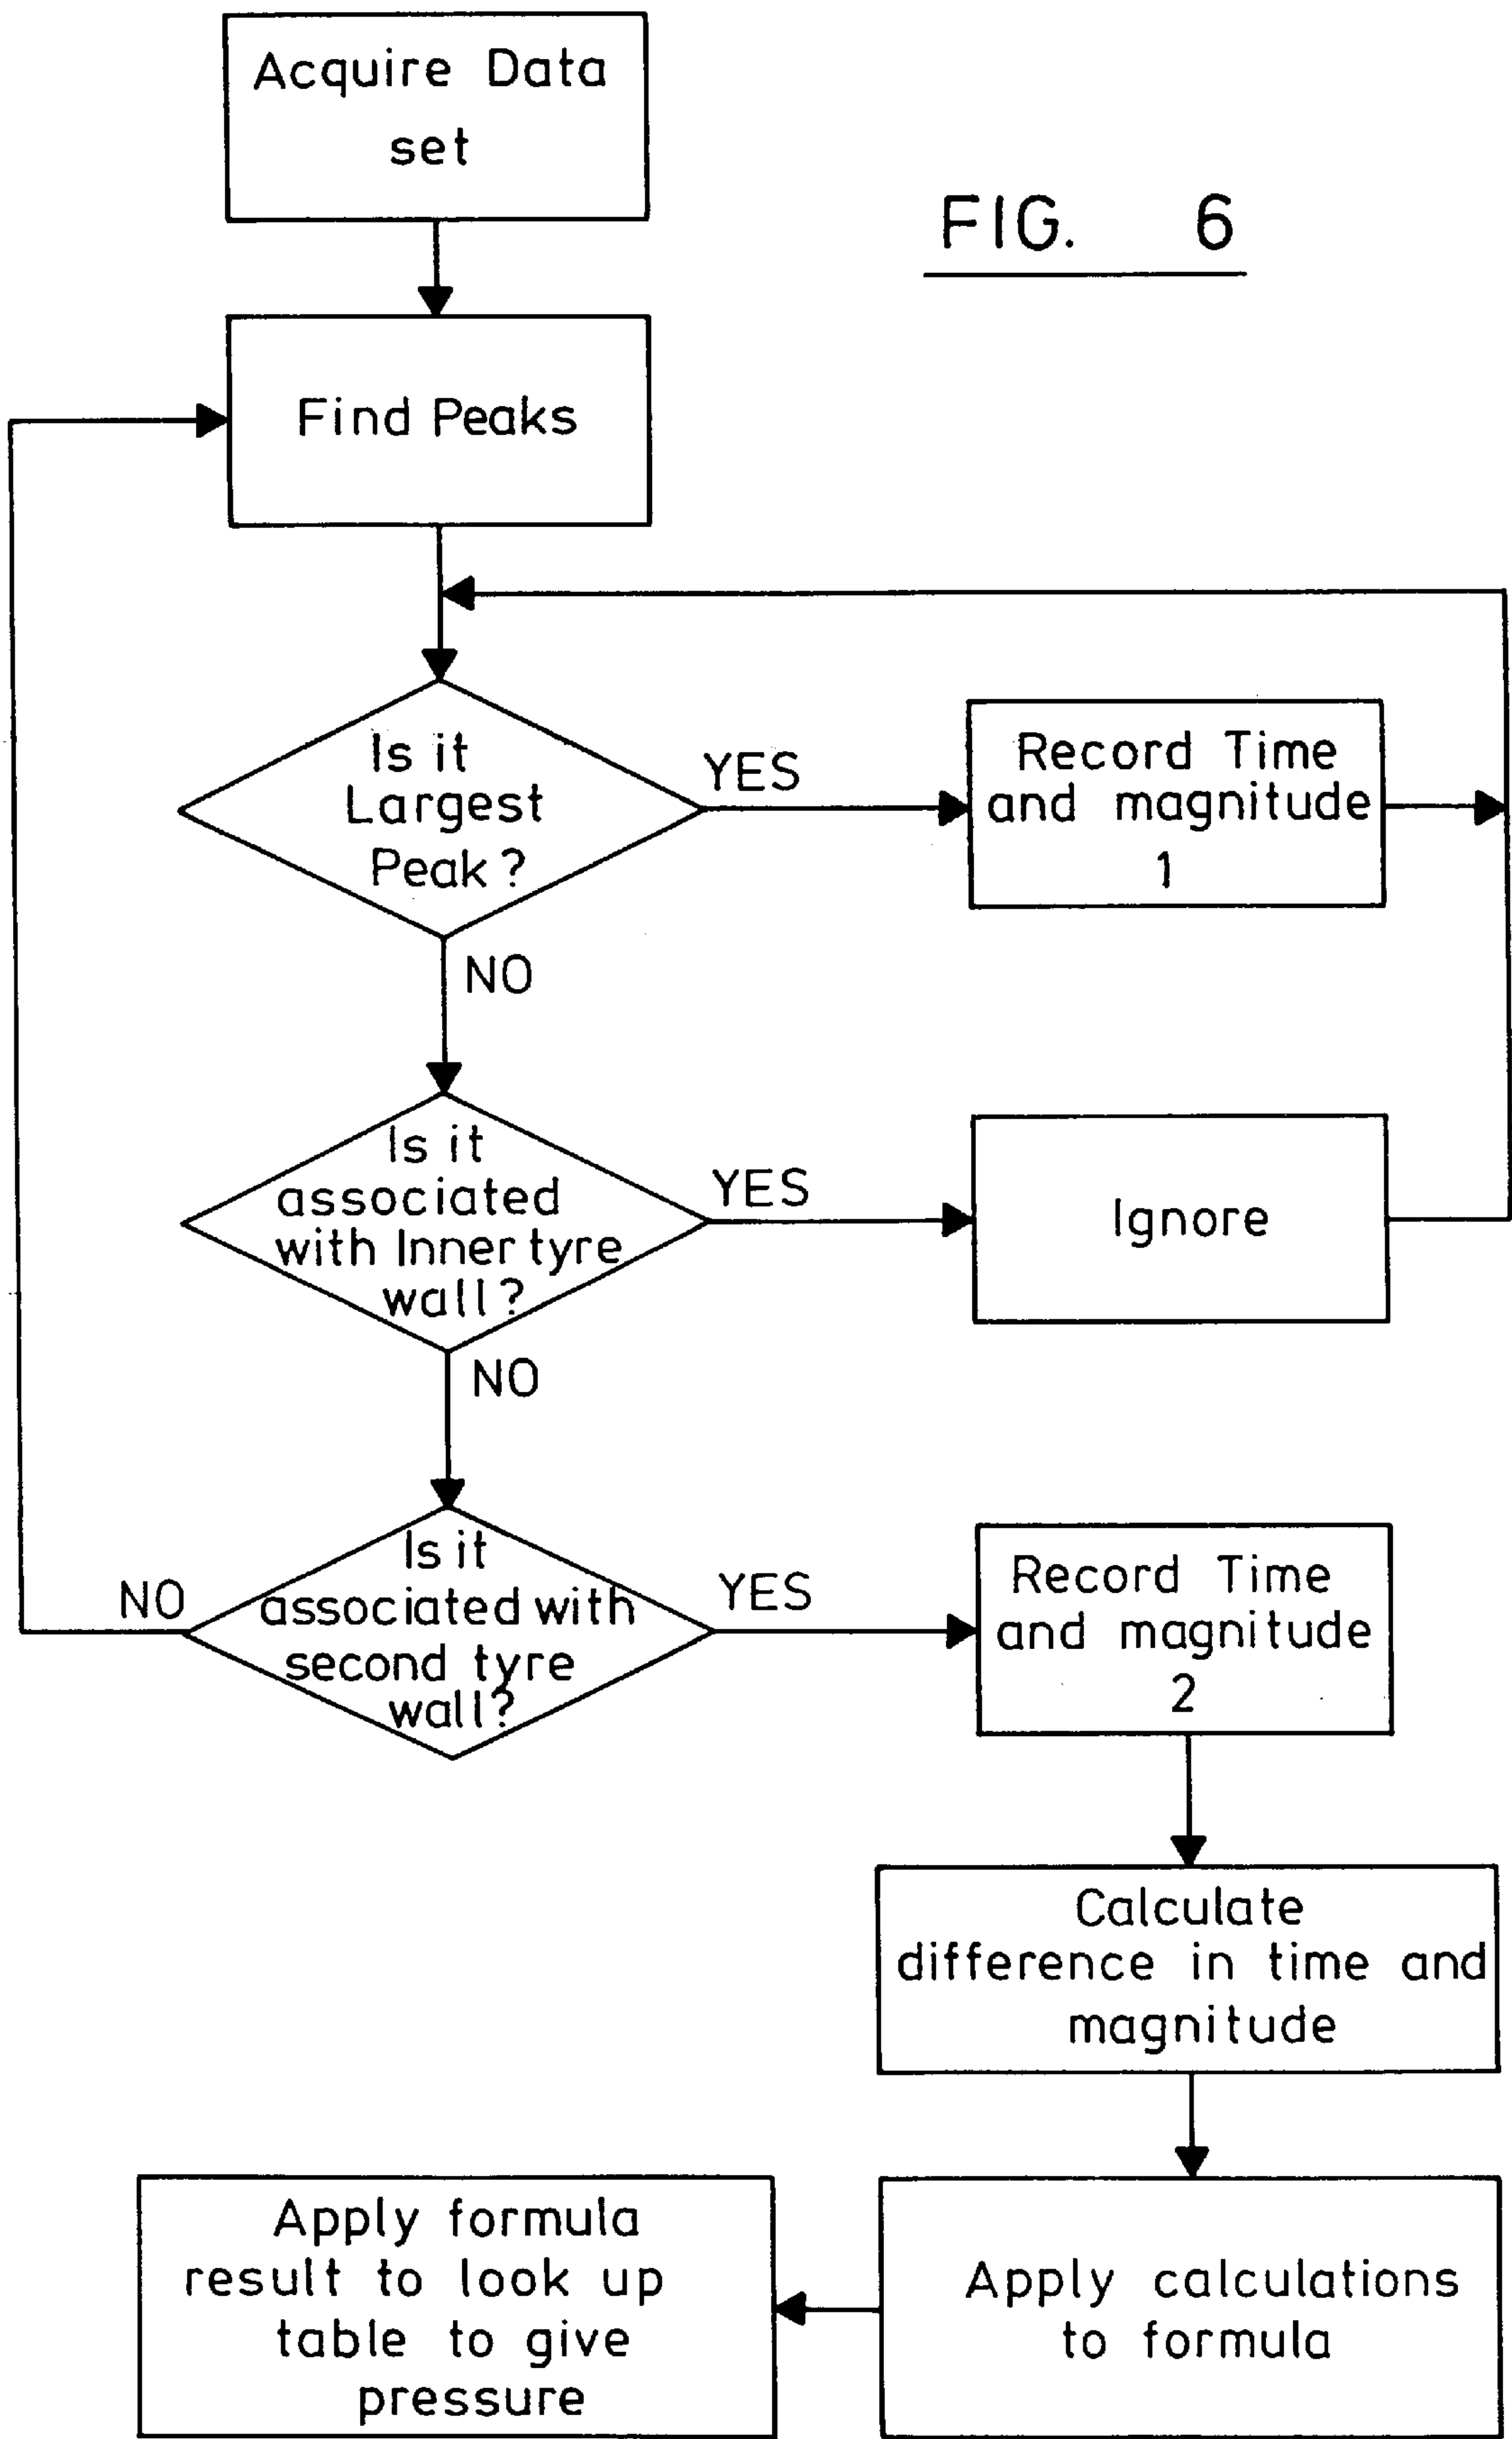 Acquire Data
set
FIG. 6
Find Peaks
Is it
Largest
Peak?
YES
Record Time
and magnitude
1
NO
Is it
associated
with Inner tyre
wall?
YES
Ignore
NO
Is it
associated with
second tyre
wall?
NO
YES
Record Time
and magnitude
2
Calculate
difference in time and
magnitude
Apply calculations
to formula
Apply formula
result to look up
table to give
pressure